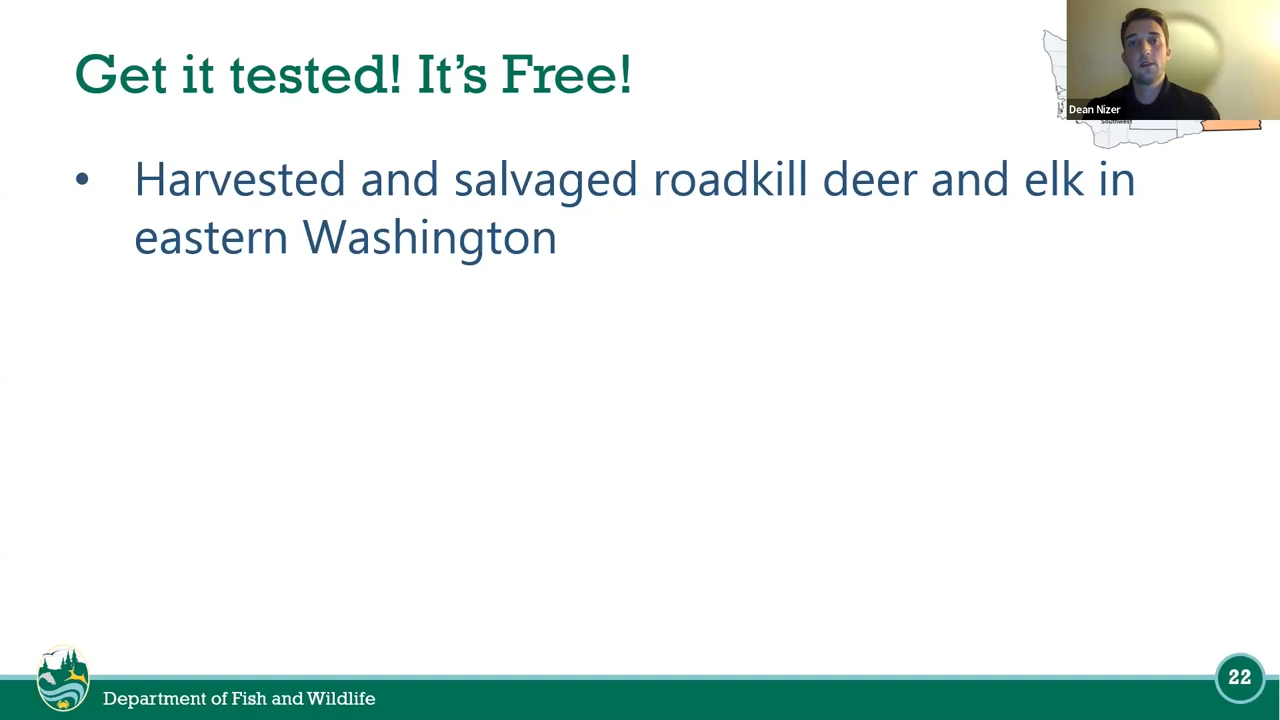 Get it tested! It's Free!
Dean Nizer
Southwest
• Harvested and salvaged roadkill deer and elk in
eastern Washington
Department of Fish and Wildlife
22